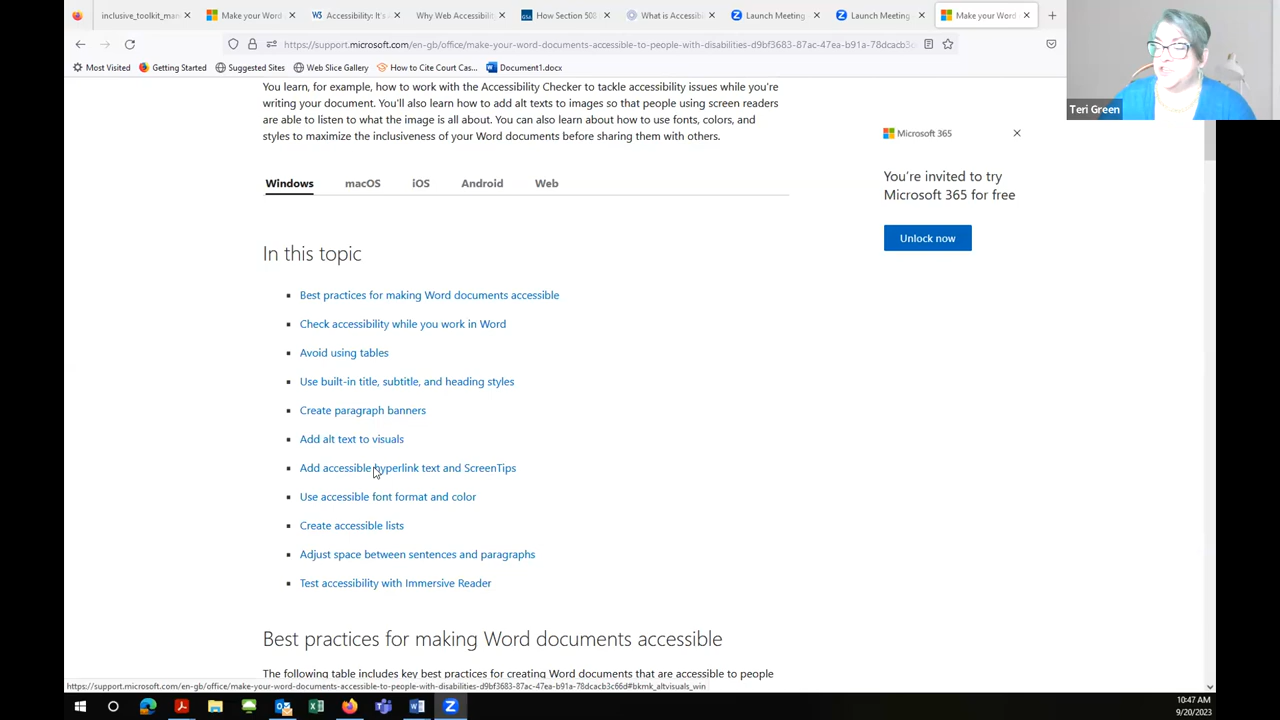 inclusive_toolkit_man
Make your Word
Accessibility: It's
Why Web Accessibility
How Section 508
What is Accessib
Launch Meeting
Launch Meeting
Make your Word
https://support.microsoft.com/en-gb/office/make-your-word-documents-accessible-to-people-with-disabilities-d9bf3683-87ac-47ea-b91a-78dcacb3c
Most Visited
Getting Started
Suggested Sites
Web Slice Gallery
How to Cite Court Ca...
Document1.docx
Teri Green
You learn, for example, how to work with the Accessibility Checker to tackle accessibility issues while you're
writing your document. You'll also learn how to add alt texts to images so that people using screen readers
are able to listen to what the image is all about. You can also learn about how to use fonts, colors, and
styles to maximize the inclusiveness of your Word documents before sharing them with others.
Microsoft 365
You're invited to try
Microsoft 365 for free
Unlock now
Windows macOS iOS Android Web
In this topic
Best practices for making Word documents accessible
Check accessibility while you work in Word
Avoid using tables
Use built-in title, subtitle, and heading styles
Create paragraph banners
Add alt text to visuals
Add accessible hyperlink text and ScreenTips
Use accessible font format and color
Create accessible lists
Adjust space between sentences and paragraphs
Test accessibility with Immersive Reader
Best practices for making Word documents accessible
The following table includes key best practices for creating Word documents that are accessible to people
https://support.microsoft.com/en-gb/office/make-your-word-documents-accessible-to-people-with-disabilities-d9bf3683-87ac-47ea-b91a-78dcacb3c66d#bkmk_altvisuals_win
10:47 AM
9/20/2023